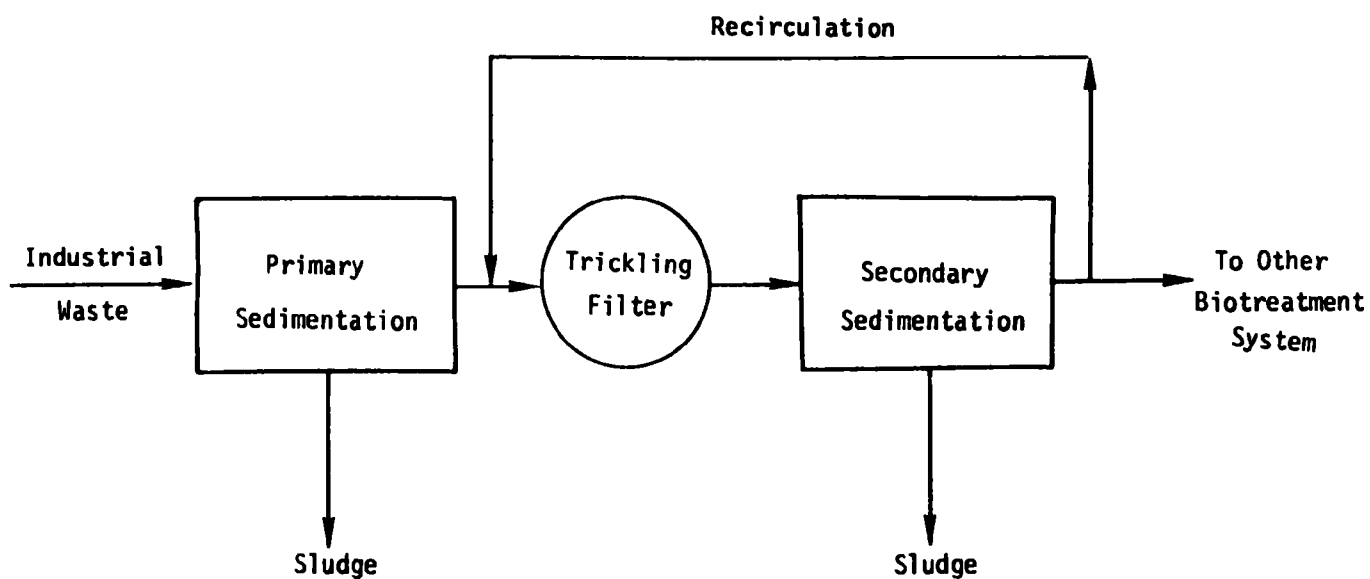 Recirculation
Industrial
Waste
Primary
Sedimentation
Trickling
Filter
Secondary
Sedimentation
To Other
Biotreatment
System
Sludge
Sludge